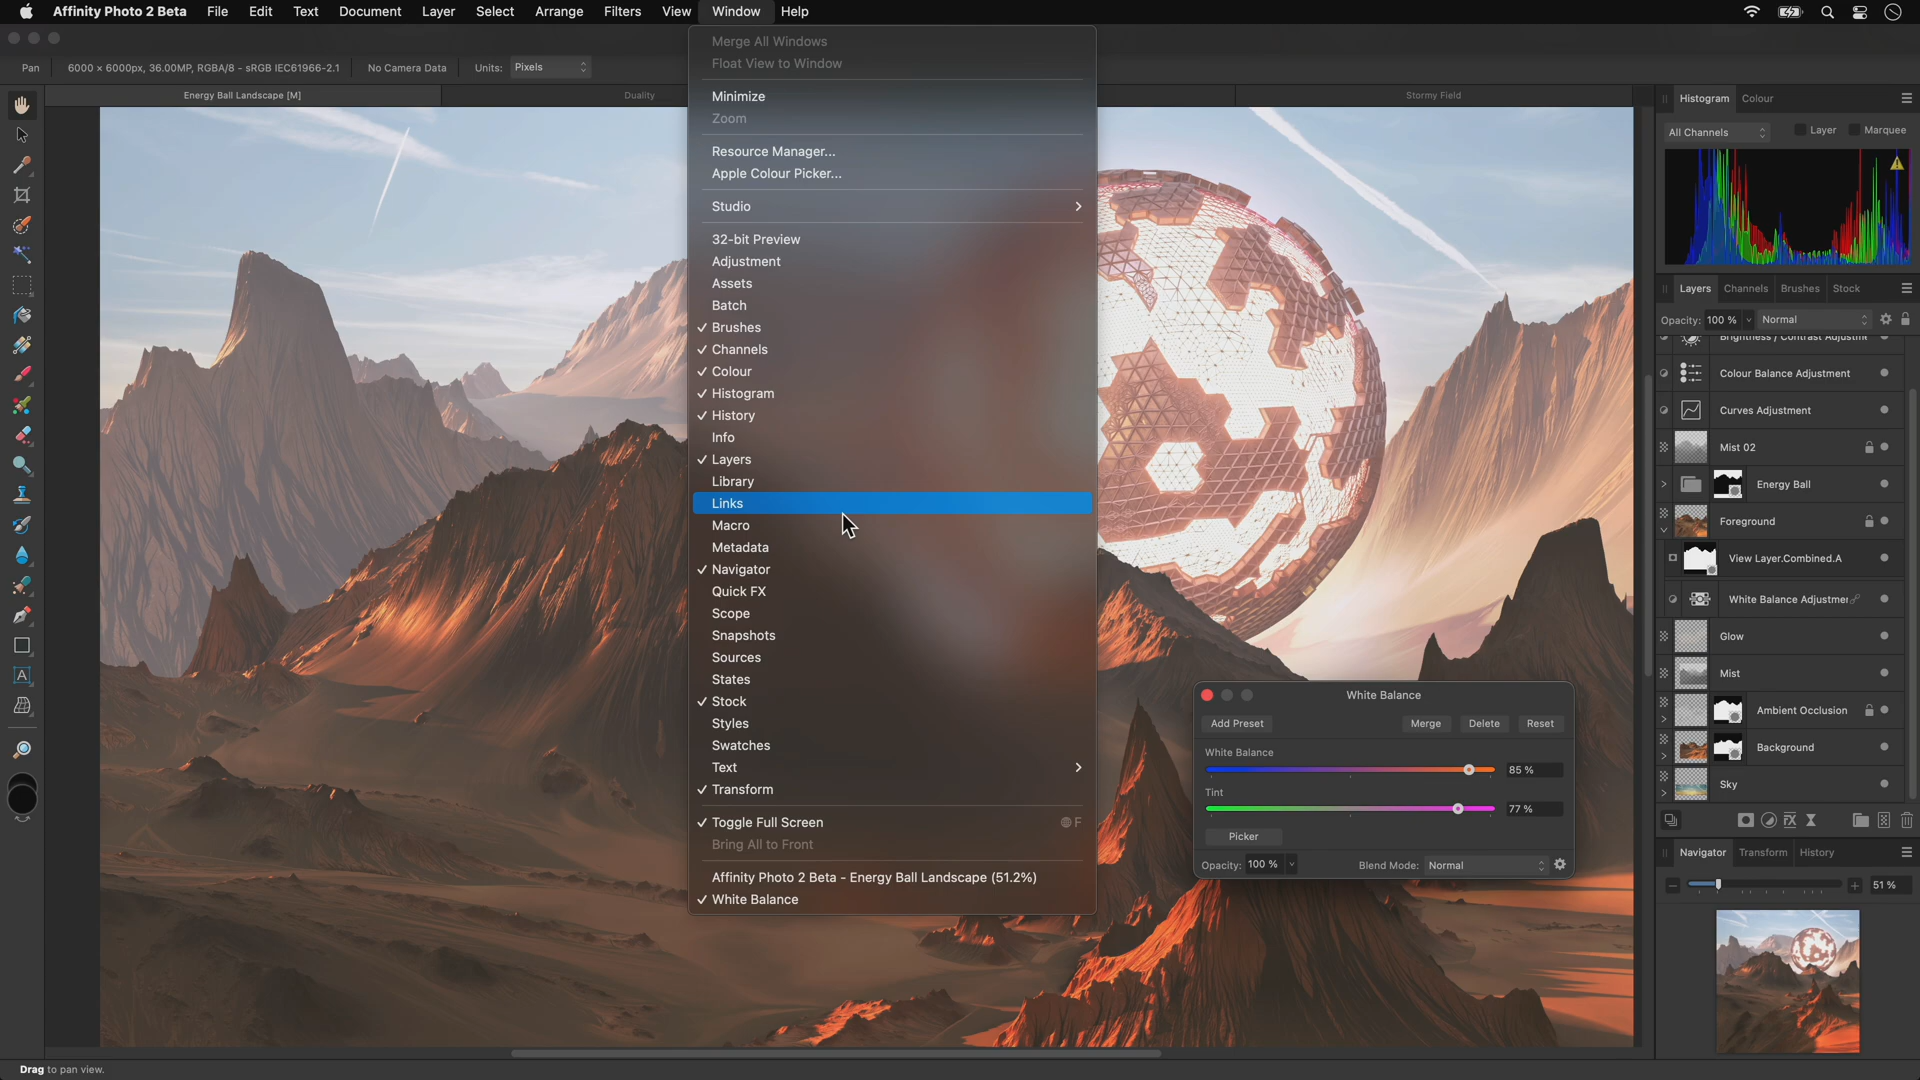 Affinity Photo 2 Beta File Edit Text Document Layer Select Arrange Filters View Window Help
Pan 6000 × 6000px, 36.00MP, RGBA/8 - sRGB IEC61966-2.1 No Camera Data Units: Pixels
Energy Ball Landscape [M] Duality Stormy Field
Merge All Windows
Float View to Window
Minimize
Zoom
Resource Manager...
Apple Colour Picker...
Studio
32-bit Preview
Adjustment
Assets
Batch
✓ Brushes
✓ Channels
✓ Colour
✓ Histogram
✓ History
Info
✓ Layers
Library
Links
Macro
Metadata
✓ Navigator
Quick FX
Scope
Snapshots
Sources
States
✓ Stock
Styles
Swatches
Text
✓ Transform
✓ Toggle Full Screen F
Bring All to Front
Affinity Photo 2 Beta - Energy Ball Landscape (51.2%)
✓ White Balance
White Balance
Add Preset Merge Delete Reset
White Balance
85 %
Tint
77 %
Picker
Opacity: 100 % Blend Mode: Normal
Histogram Colour
All Channels Layer Marquee
Layers Channels Brushes Stock
Opacity: 100 % Normal
Colour Balance Adjustment
Curves Adjustment
Mist 02
Energy Ball
Foreground
View Layer.Combined.A
White Balance Adjustmer
Glow
Mist
Ambient Occlusion
Background
Sky
Navigator Transform History
51 %
A
Drag to pan view.